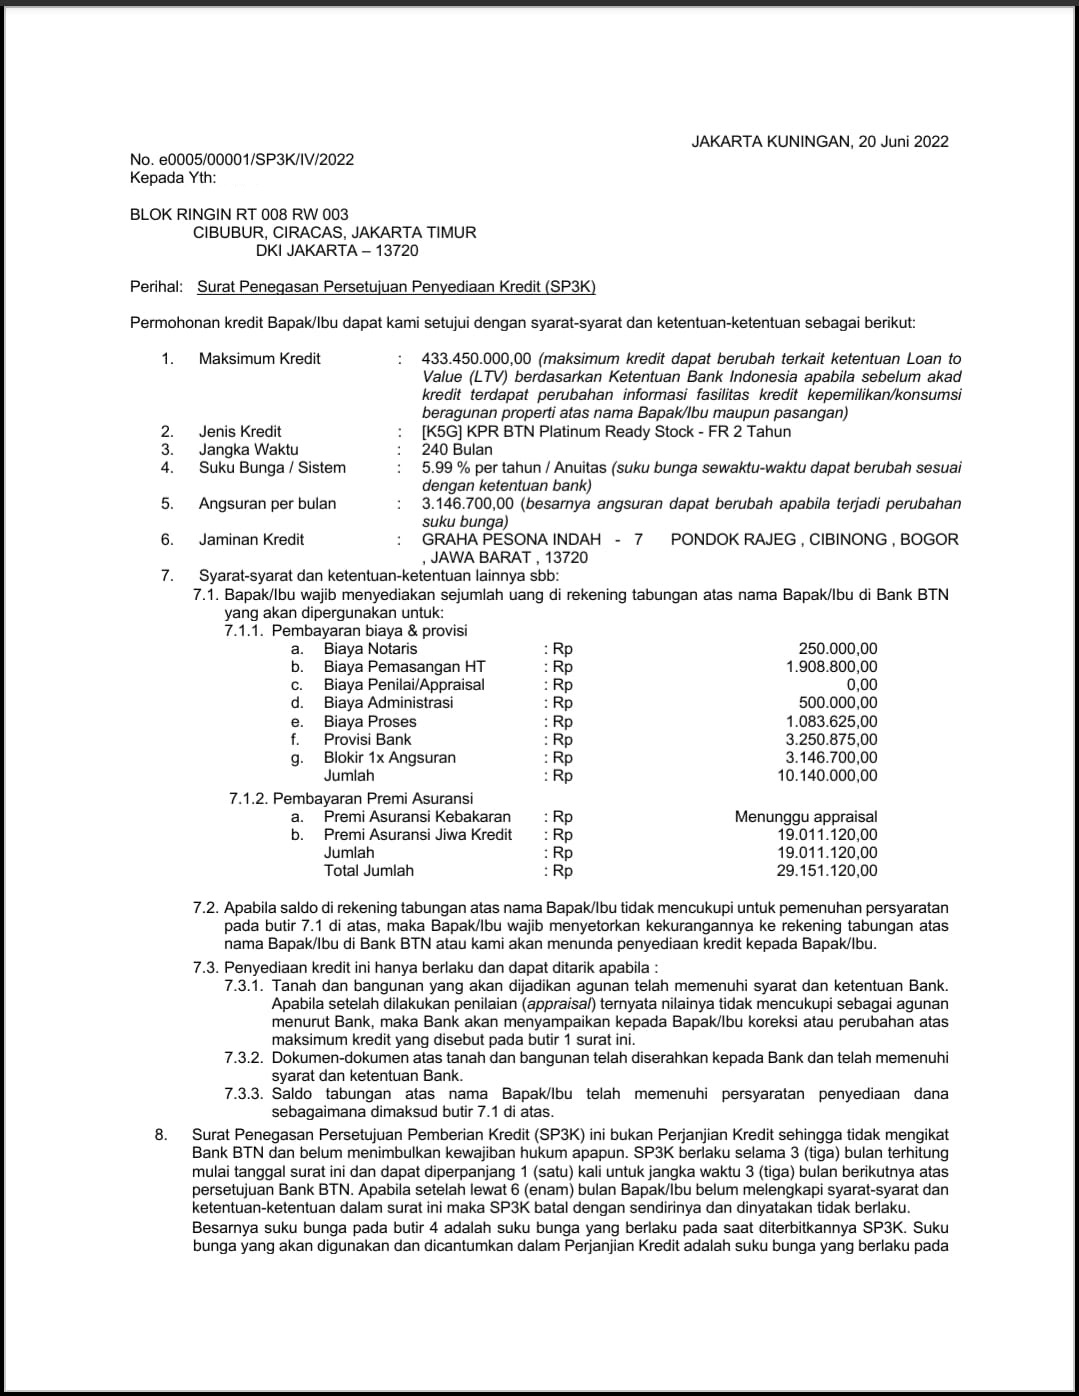 JAKARTA KUNINGAN, 20 Juni 2022
No. e0005/00001/SP3K/IV/2022
Kepada Yth:
BLOK RINGIN RT 008 RW 003
CIBUBUR, CIRACAS, JAKARTA TIMUR
DKI JAKARTA – 13720
Perihal: Surat Penegasan Persetujuan Penyediaan Kredit (SP3K)
Permohonan kredit Bapak/Ibu dapat kami setujui dengan syarat-syarat dan ketentuan-ketentuan sebagai berikut:
1. Maksimum Kredit : 433.450.000,00 (maksimum kredit dapat berubah terkait ketentuan Loan to
Value (LTV) berdasarkan Ketentuan Bank Indonesia apabila sebelum akad
kredit terdapat perubahan informasi fasilitas kredit kepemilikan/konsumsi
beragunan properti atas nama Bapak/Ibu maupun pasangan)
2. Jenis Kredit : [K5G] KPR BTN Platinum Ready Stock - FR 2 Tahun
3. Jangka Waktu : 240 Bulan
4. Suku Bunga / Sistem : 5.99 % per tahun / Anuitas (suku bunga sewaktu-waktu dapat berubah sesuai
dengan ketentuan bank)
5. Angsuran per bulan : 3.146.700,00 (besarnya angsuran dapat berubah apabila terjadi perubahan
suku bunga)
6. Jaminan Kredit : GRAHA PESONA INDAH - 7 PONDOK RAJEG , CIBINONG , BOGOR
, JAWA BARAT , 13720
7. Syarat-syarat dan ketentuan-ketentuan lainnya sbb:
7.1. Bapak/Ibu wajib menyediakan sejumlah uang di rekening tabungan atas nama Bapak/Ibu di Bank BTN
yang akan dipergunakan untuk:
7.1.1. Pembayaran biaya & provisi
a. Biaya Notaris : Rp 250.000,00
b. Biaya Pemasangan HT : Rp 1.908.800,00
c. Biaya Penilai/Appraisal : Rp 0,00
d. Biaya Administrasi : Rp 500.000,00
e. Biaya Proses : Rp 1.083.625,00
f. Provisi Bank : Rp 3.250.875,00
g. Blokir 1x Angsuran : Rp 3.146.700,00
Jumlah : Rp 10.140.000,00
7.1.2. Pembayaran Premi Asuransi
a. Premi Asuransi Kebakaran : Rp Menunggu appraisal
b. Premi Asuransi Jiwa Kredit : Rp 19.011.120,00
Jumlah : Rp 19.011.120,00
Total Jumlah : Rp 29.151.120,00
7.2. Apabila saldo di rekening tabungan atas nama Bapak/Ibu tidak mencukupi untuk pemenuhan persyaratan
pada butir 7.1 di atas, maka Bapak/Ibu wajib menyetorkan kekurangannya ke rekening tabungan atas
nama Bapak/Ibu di Bank BTN atau kami akan menunda penyediaan kredit kepada Bapak/Ibu.
7.3. Penyediaan kredit ini hanya berlaku dan dapat ditarik apabila :
7.3.1. Tanah dan bangunan yang akan dijadikan agunan telah memenuhi syarat dan ketentuan Bank.
Apabila setelah dilakukan penilaian (appraisal) ternyata nilainya tidak mencukupi sebagai agunan
menurut Bank, maka Bank akan menyampaikan kepada Bapak/Ibu koreksi atau perubahan atas
maksimum kredit yang disebut pada butir 1 surat ini.
7.3.2. Dokumen-dokumen atas tanah dan bangunan telah diserahkan kepada Bank dan telah memenuhi
syarat dan ketentuan Bank.
7.3.3. Saldo tabungan atas nama Bapak/Ibu telah memenuhi persyaratan penyediaan dana
sebagaimana dimaksud butir 7.1 di atas.
8. Surat Penegasan Persetujuan Pemberian Kredit (SP3K) ini bukan Perjanjian Kredit sehingga tidak mengikat
Bank BTN dan belum menimbulkan kewajiban hukum apapun. SP3K berlaku selama 3 (tiga) bulan terhitung
mulai tanggal surat ini dan dapat diperpanjang 1 (satu) kali untuk jangka waktu 3 (tiga) bulan berikutnya atas
persetujuan Bank BTN. Apabila setelah lewat 6 (enam) bulan Bapak/Ibu belum melengkapi syarat-syarat dan
ketentuan-ketentuan dalam surat ini maka SP3K batal dengan sendirinya dan dinyatakan tidak berlaku.
Besarnya suku bunga pada butir 4 adalah suku bunga yang berlaku pada saat diterbitkannya SP3K. Suku
bunga yang akan digunakan dan dicantumkan dalam Perjanjian Kredit adalah suku bunga yang berlaku pada